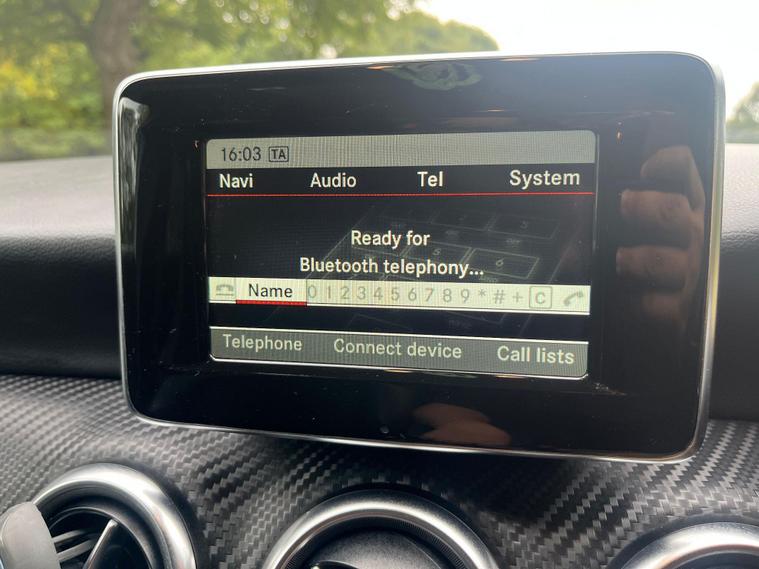 16:03 TA
Navi Audio Tel System
Ready for
Bluetooth telephony...
Name 0 1 2 3 4 5 6 7 8 9 * # + C
Telephone Connect device Call lists